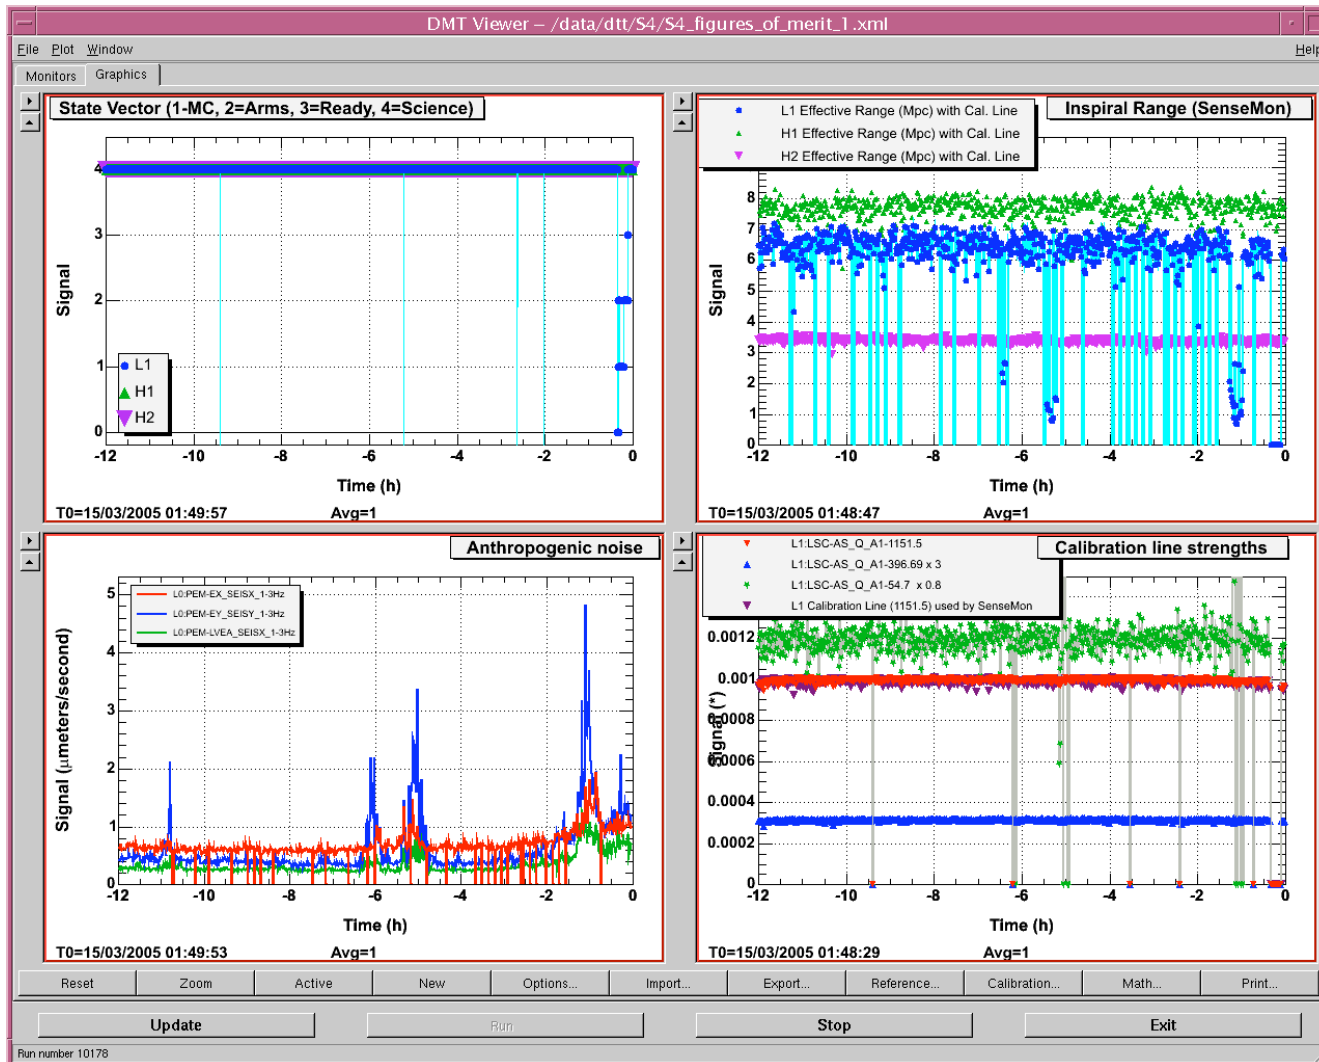 DMT Viewer – /data/dtt/S4/S4_figures_of_merit_1.xml
File Plot Window Help
Monitors Graphics
State Vector (1-MC, 2=Arms, 3=Ready, 4=Science)
Signal
4
3
2
1
0
L1
H1
H2
-12 -10 -8 -6 -4 -2 0
Time (h)
T0=15/03/2005 01:49:57 Avg=1
Inspiral Range (SenseMon)
L1 Effective Range (Mpc) with Cal. Line
H1 Effective Range (Mpc) with Cal. Line
H2 Effective Range (Mpc) with Cal. Line
Signal
8
7
6
5
4
3
2
1
0
-12 -10 -8 -6 -4 -2 0
Time (h)
T0=15/03/2005 01:48:47 Avg=1
Anthropogenic noise
L0:PEM-EX_SEISX_1-3Hz
L0:PEM-EY_SEISY_1-3Hz
L0:PEM-LVEA_SEISX_1-3Hz
Signal (μmeters/second)
5
4
3
2
1
0
-12 -10 -8 -6 -4 -2 0
Time (h)
T0=15/03/2005 01:49:53 Avg=1
Calibration line strengths
L1:LSC-AS_Q_A1-1151.5
L1:LSC-AS_Q_A1-396.69 x 3
L1:LSC-AS_Q_A1-54.7 x 0.8
L1 Calibration Line (1151.5) used by SenseMon
Signal (*)
0.0012
0.001
0.0008
0.0006
0.0004
0.0002
0
-12 -10 -8 -6 -4 -2 0
Time (h)
T0=15/03/2005 01:48:29 Avg=1
Reset Zoom Active New Options... Import... Export... Reference... Calibration... Math... Print...
Update Run Stop Exit
Run number 10178